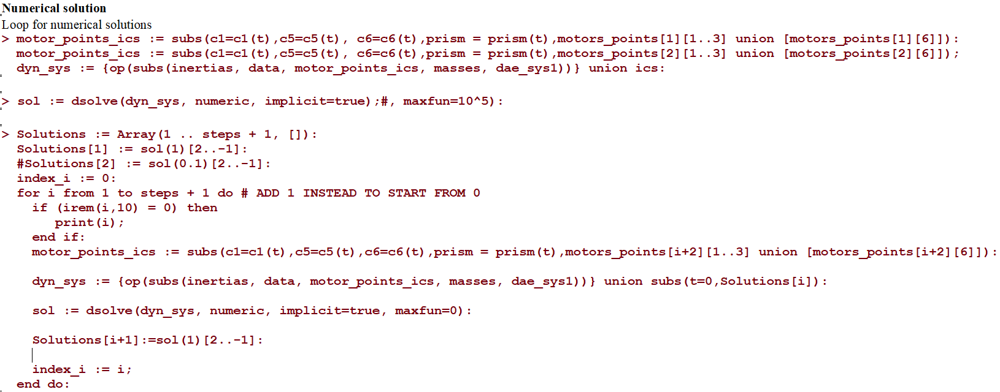 Numerical solution
Loop for numerical solutions
> motor_points_ics := subs(c1=c1(t),c5=c5(t), c6=c6(t),prism = prism(t),motors_points[1][1..3] union [motors_points[1][6]]):
motor_points_ics := subs(c1=c1(t),c5=c5(t), c6=c6(t),prism = prism(t),motors_points[2][1..3] union [motors_points[2][6]]);
dyn_sys := {op(subs(inertias, data, motor_points_ics, masses, dae_sys1))} union ics:
> sol := dsolve(dyn_sys, numeric, implicit=true);#, maxfun=10^5):
> Solutions := Array(1 .. steps + 1, []):
Solutions[1] := sol(1)[2..-1]:
#Solutions[2] := sol(0.1)[2..-1]:
index_i := 0:
for i from 1 to steps + 1 do # ADD 1 INSTEAD TO START FROM 0
if (irem(i,10) = 0) then
print(i);
end if:
motor_points_ics := subs(c1=c1(t),c5=c5(t),c6=c6(t),prism = prism(t),motors_points[i+2][1..3] union [motors_points[i+2][6]]):
dyn_sys := {op(subs(inertias, data, motor_points_ics, masses, dae_sys1))} union subs(t=0,Solutions[i]):
sol := dsolve(dyn_sys, numeric, implicit=true, maxfun=0):
Solutions[i+1]:=sol(1)[2..-1]:
index_i := i;
end do: